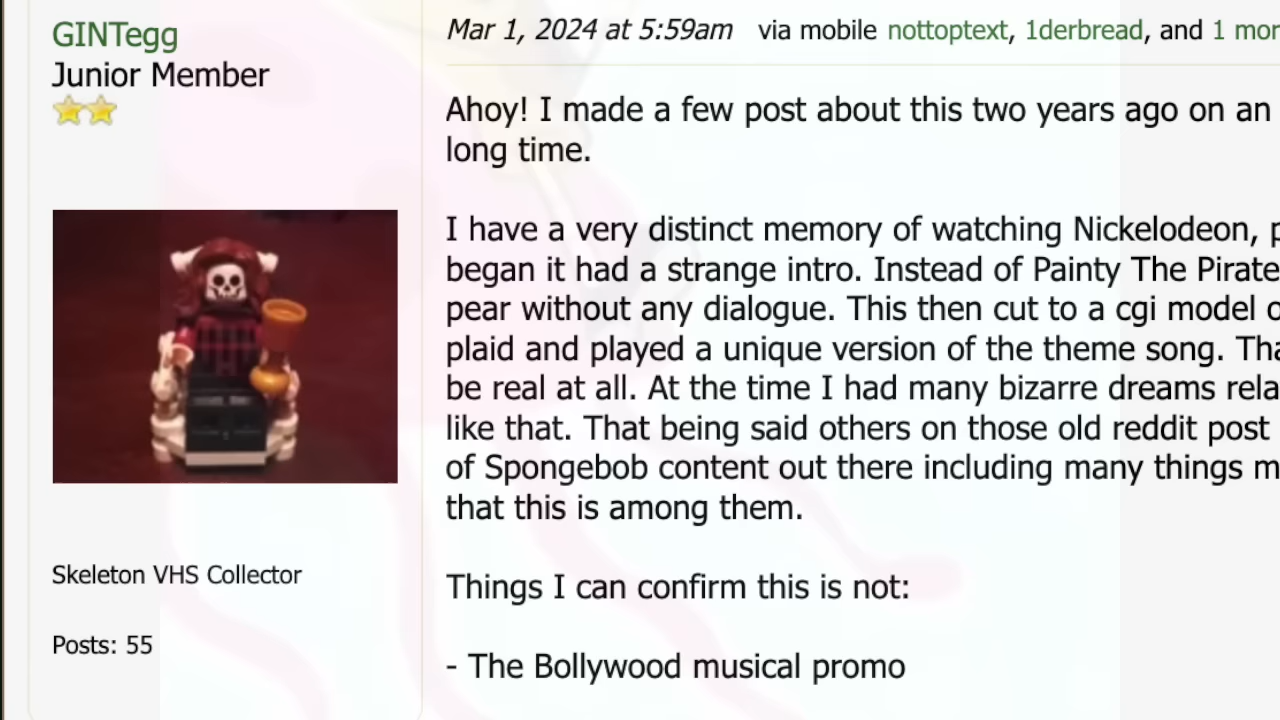 GINTegg
Junior Member
Skeleton VHS Collector
Posts: 55
Mar 1, 2024 at 5:59am via mobile nottoptext, 1derbread, and 1 mor
Ahoy! I made a few post about this two years ago on an
long time.
I have a very distinct memory of watching Nickelodeon, p
began it had a strange intro. Instead of Painty The Pirate
pear without any dialogue. This then cut to a cgi model o
plaid and played a unique version of the theme song. Tha
be real at all. At the time I had many bizarre dreams rela
like that. That being said others on those old reddit post
of Spongebob content out there including many things m
that this is among them.
Things I can confirm this is not:
- The Bollywood musical promo